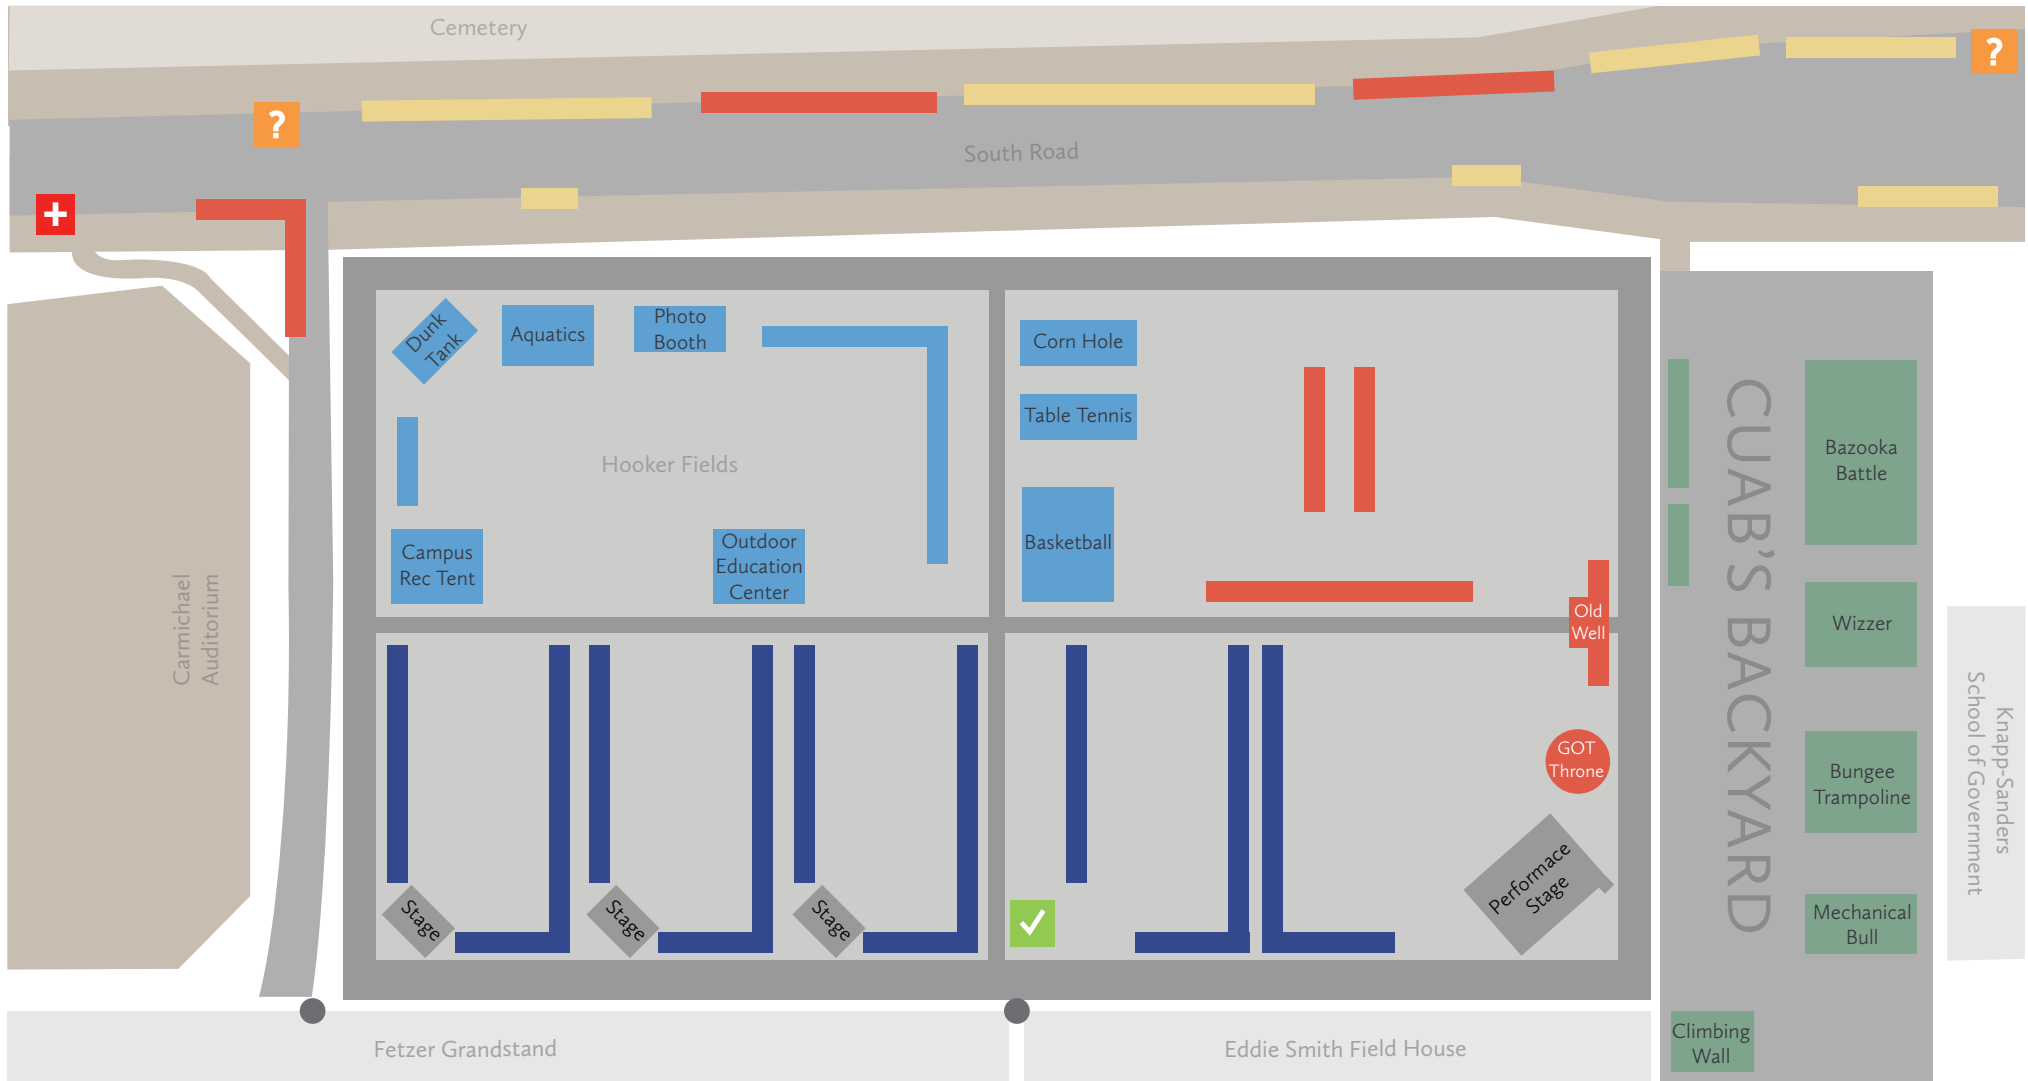 Cemetery
?
?
South Road
Dunk
Tank
Aquatics
Photo
Booth
Corn Hole
Table Tennis
Hooker Fields
Basketball
Campus
Rec Tent
Outdoor
Education
Center
Carmichael
Auditorium
Old
Well
GOT
Throne
Performace
Stage
Stage
Stage
Stage
CUAB'S BACKYARD
Bazooka
Battle
Wizzer
Bungee
Trampoline
Mechanical
Bull
Climbing
Wall
Knapp-Sanders
School of Government
Fetzer Grandstand
Eddie Smith Field House